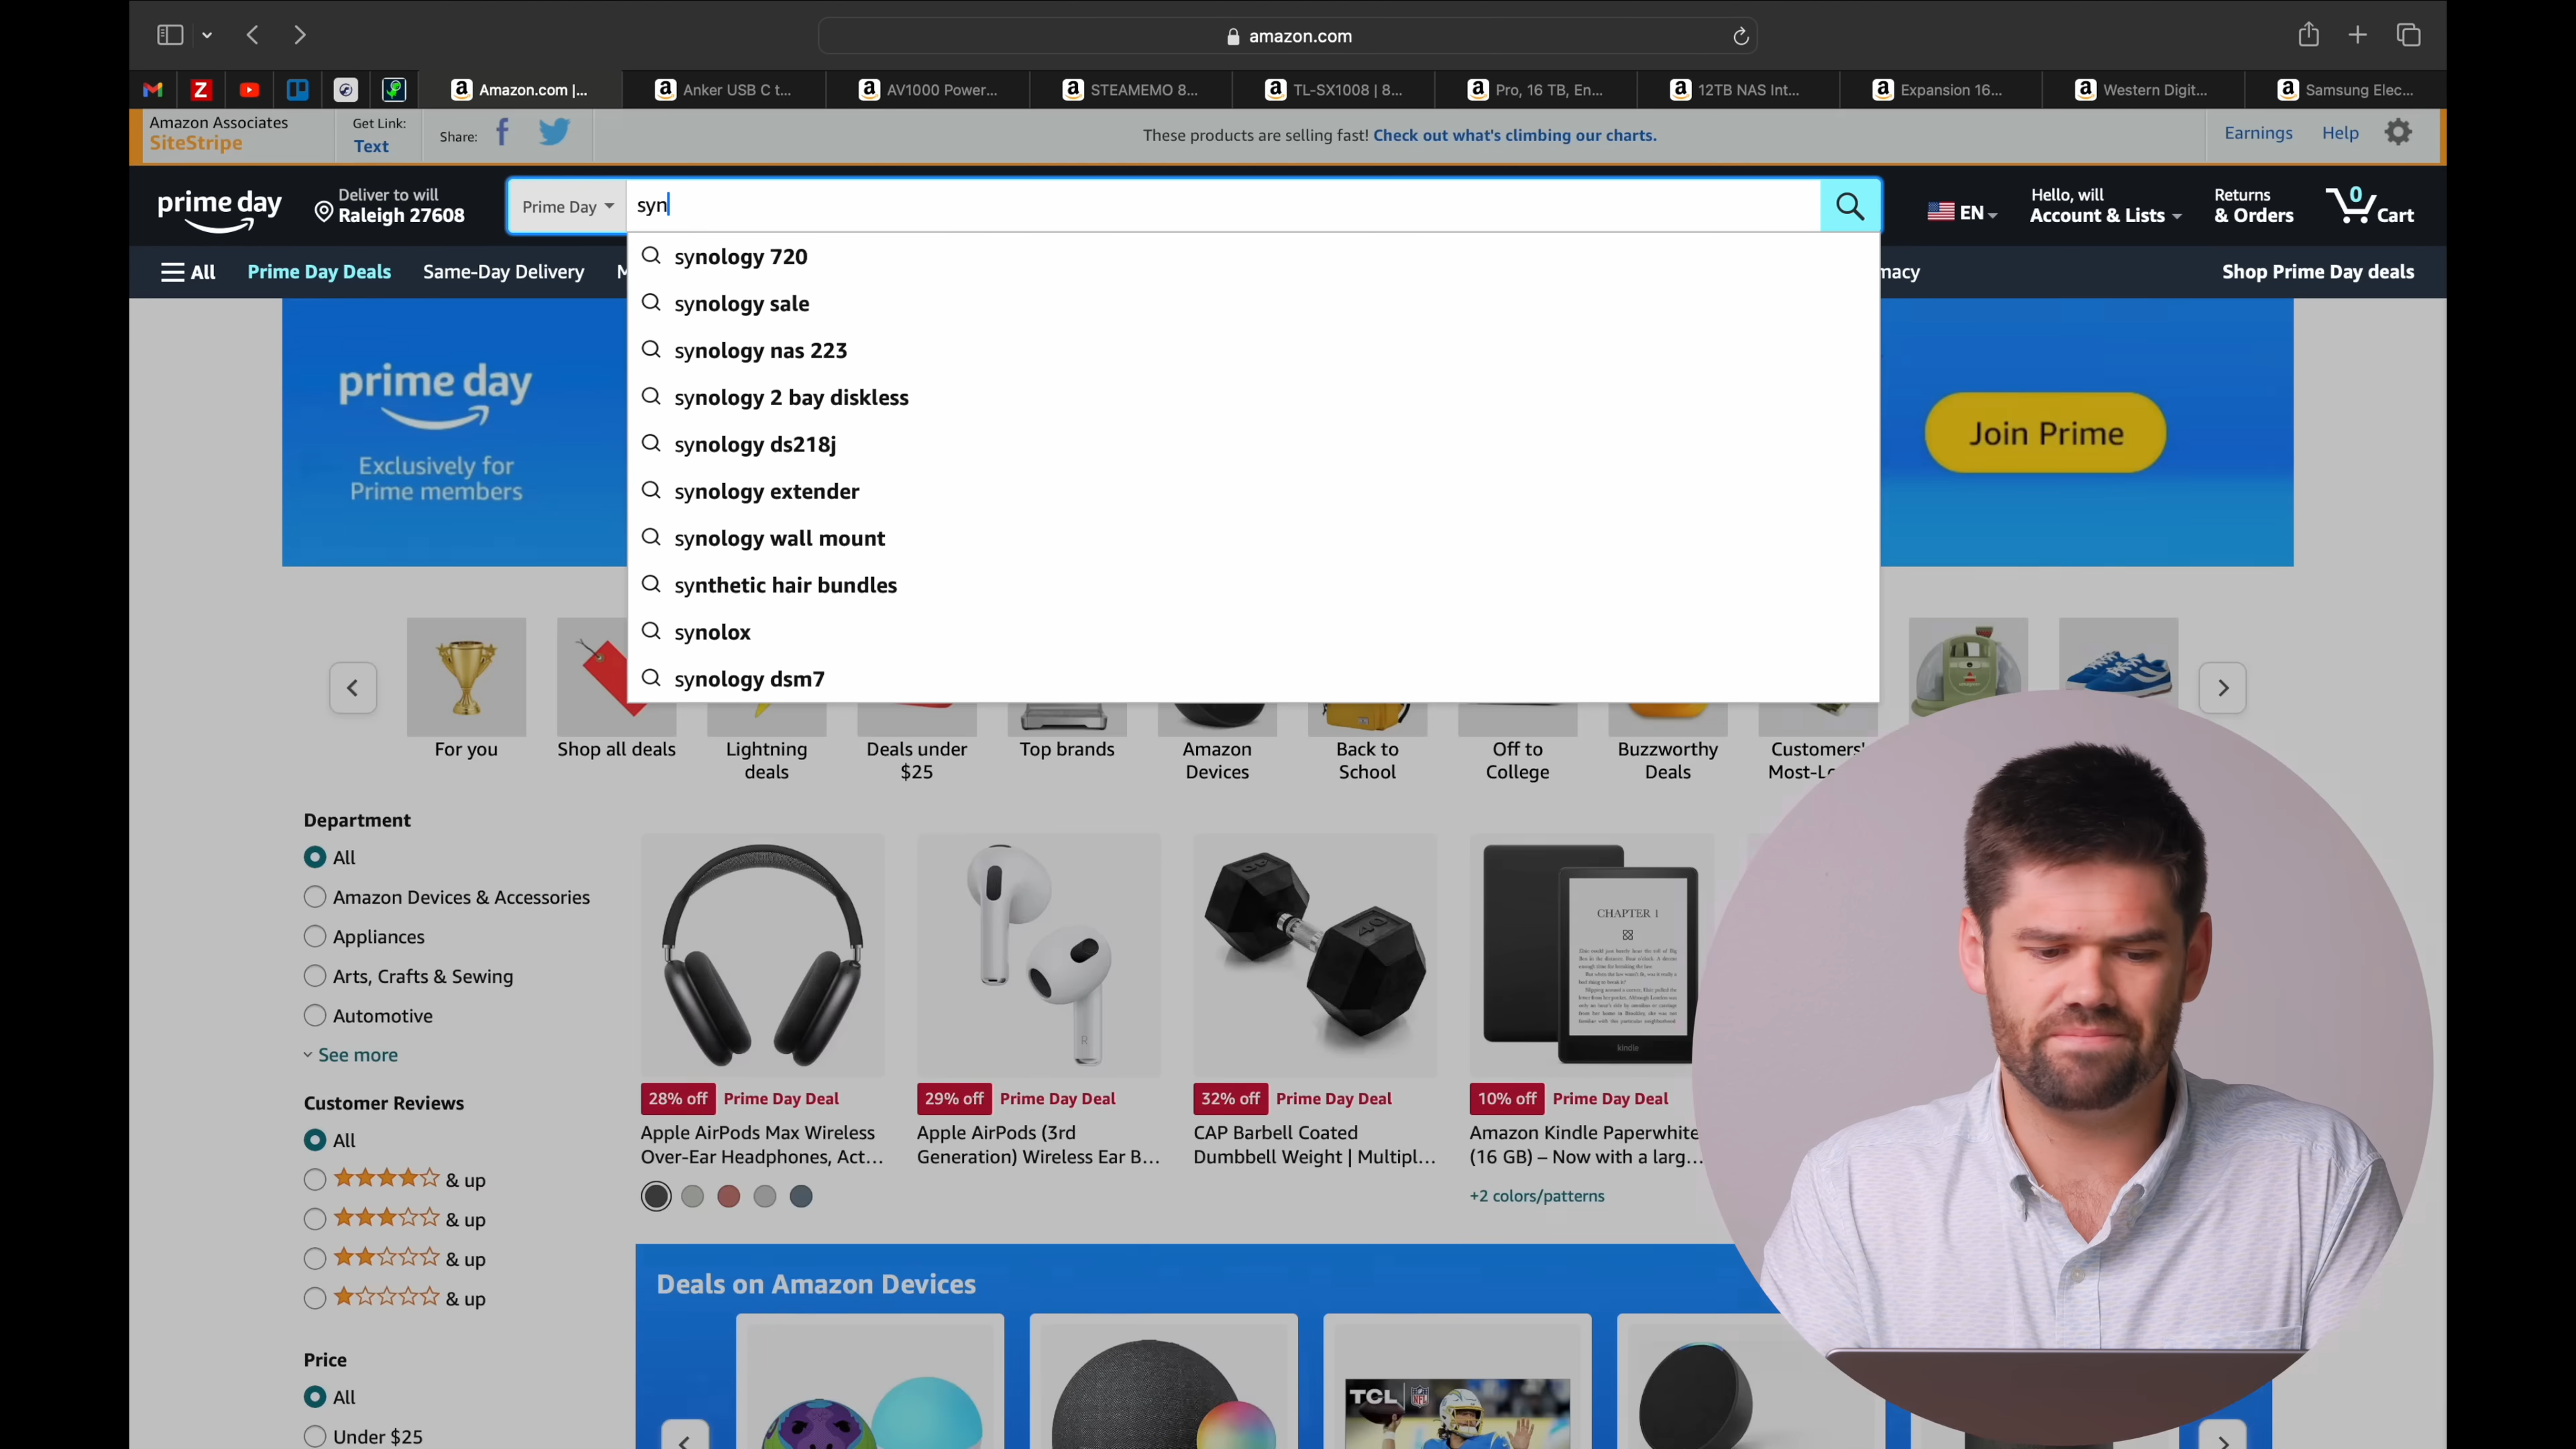 amazon.com
Amazon.com |...
Anker USB C t...
AV1000 Power...
STEAMEMO 8...
TL-SX1008 | 8...
Pro, 16 TB, En...
12TB NAS Int...
Expansion 16...
Western Digit...
Samsung Elec...
Amazon Associates
SiteStripe
Get Link:
Text
Share:
These products are selling fast! Check out what's climbing our charts.
Earnings
Help
prime day
Deliver to will
Raleigh 27608
Prime Day
syn
EN
Hello, will
Account & Lists
Returns
& Orders
0
Cart
All
Prime Day Deals
Same-Day Delivery
M
macy
Shop Prime Day deals
synology 720
synology sale
synology nas 223
synology 2 bay diskless
synology ds218j
synology extender
synology wall mount
synthetic hair bundles
synolox
synology dsm7
prime day
Exclusively for
Prime members
Join Prime
For you
Shop all deals
Lightning
deals
Deals under
$25
Top brands
Amazon
Devices
Back to
School
Off to
College
Buzzworthy
Deals
Customers'
Most-Lo
Department
All
Amazon Devices & Accessories
Appliances
Arts, Crafts & Sewing
Automotive
See more
Customer Reviews
All
& up
& up
& up
& up
Price
All
Under $25
40
R
CHAPTER 1
kindle
28% off Prime Day Deal
Apple AirPods Max Wireless
Over-Ear Headphones, Act...
29% off Prime Day Deal
Apple AirPods (3rd
Generation) Wireless Ear B...
32% off Prime Day Deal
CAP Barbell Coated
Dumbbell Weight | Multipl...
10% off Prime Day Deal
Amazon Kindle Paperwhite
(16 GB) – Now with a larg...
+2 colors/patterns
Deals on Amazon Devices
TCL
NFL